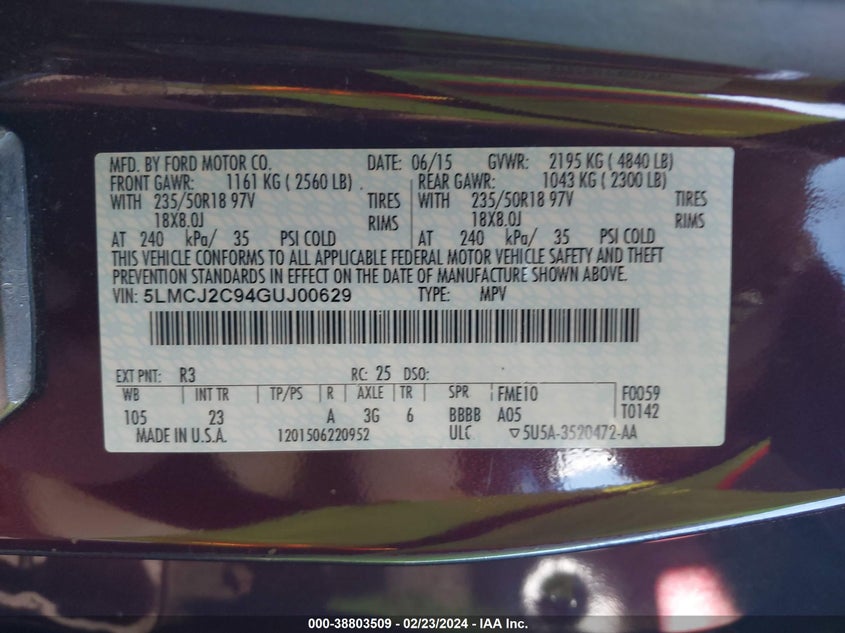 MFD. BY FORD MOTOR CO. DATE: 06/15 GVWR: 2195 KG ( 4840 LB)
FRONT GAWR: 1161 KG ( 2560 LB) REAR GAWR: 1043 KG ( 2300 LB)
WITH 235/50R18 97V TIRES WITH 235/50R18 97V TIRES
18X8.0J RIMS 18X8.0J RIMS
AT 240 kPa/ 35 PSI COLD AT 240 kPa/ 35 PSI COLD
THIS VEHICLE CONFORMS TO ALL APPLICABLE FEDERAL MOTOR VEHICLE SAFETY AND THEFT
PREVENTION STANDARDS IN EFFECT ON THE DATE OF MANUFACTURE SHOWN ABOVE.
VIN: 5LMCJ2C94GUJ00629 TYPE: MPV
EXT PNT: R3 RC: 25 DSO:
WB INT TR TP/PS R AXLE TR SPR FME10 F0059
105 23 A 3G 6 BBBB A05 T0142
MADE IN U.S.A. 1201506220952 ULC ▽5U5A-3520472-AA
000-38803509 - 02/23/2024 - IAA Inc.